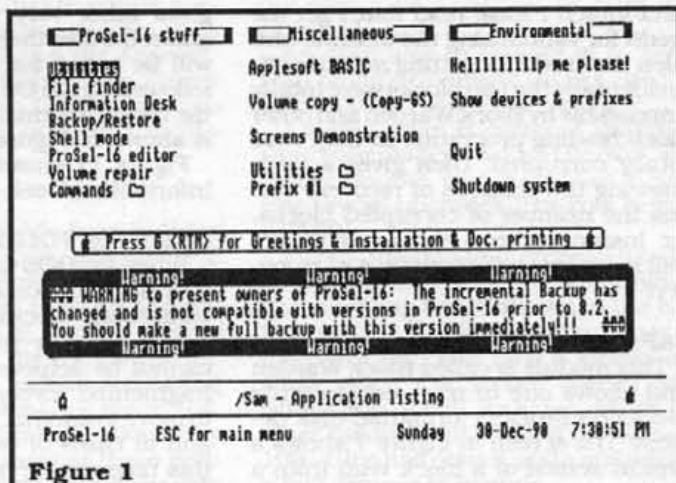 ProSel-16 stuff
Utilities
File Finder
Information Desk
Backup/Restore
Shell mode
ProSel-16 editor
Volume repair
Commands
Miscellaneous
Applesoft BASIC
Volume copy - (Copy-GS)
Screens Demonstration
Utilities
Prefix 01
Environmental
Hellllllllp me please!
Show devices & prefixes
Quit
Shutdown system
Press G <RTN> for Greetings & Installation & Doc. printing
Warning! Warning! Warning!
WARNING to present owners of ProSel-16: The incremental Backup has
changed and is not compatible with versions in ProSel-16 prior to 8.2.
You should make a new full backup with this version immediately!!!
Warning! Warning! Warning!
/Sam - Application listing
ProSel-16 ESC for main menu Sunday 30-Dec-90 7:30:51 PM
Figure 1